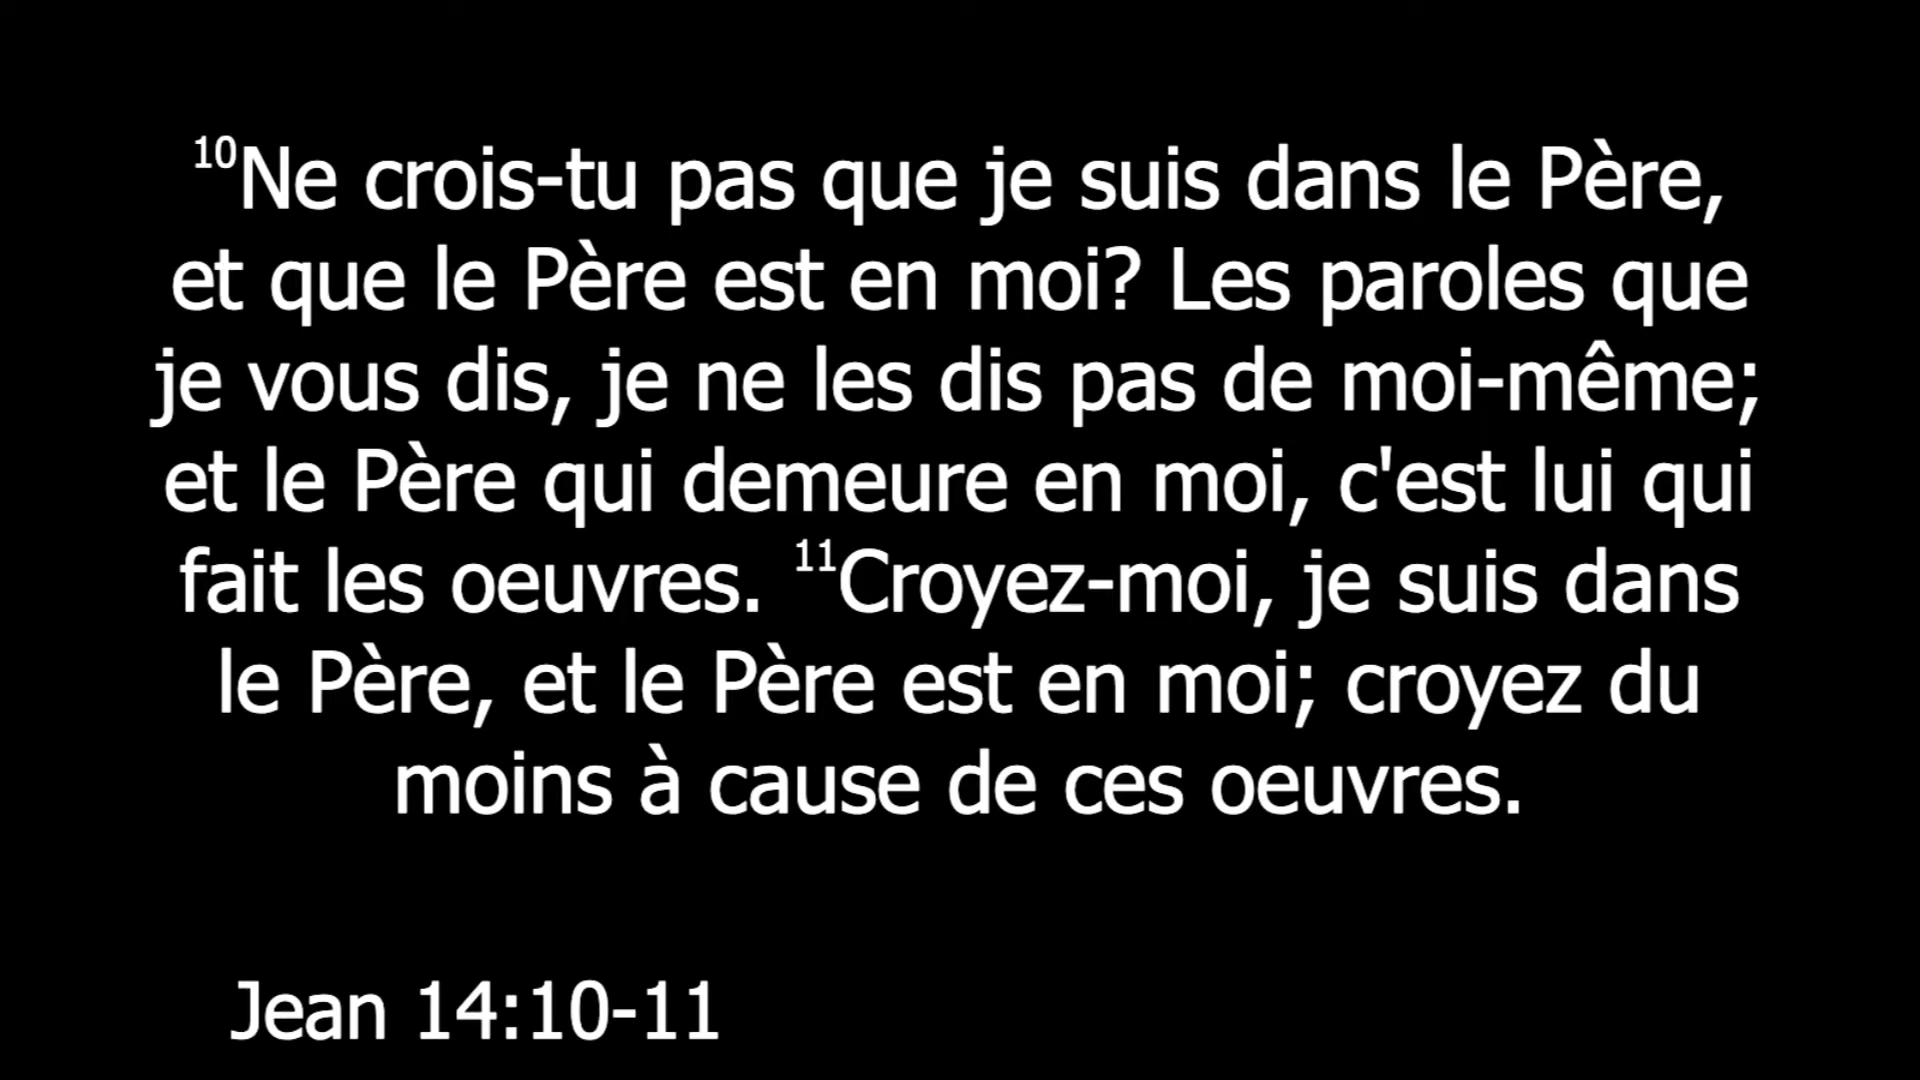 10Ne crois-tu pas que je suis dans le Père,
et que le Père est en moi? Les paroles que
je vous dis, je ne les dis pas de moi-même;
et le Père qui demeure en moi, c'est lui qui
fait les oeuvres. 11Croyez-moi, je suis dans
le Père, et le Père est en moi; croyez du
moins à cause de ces oeuvres.
Jean 14:10-11